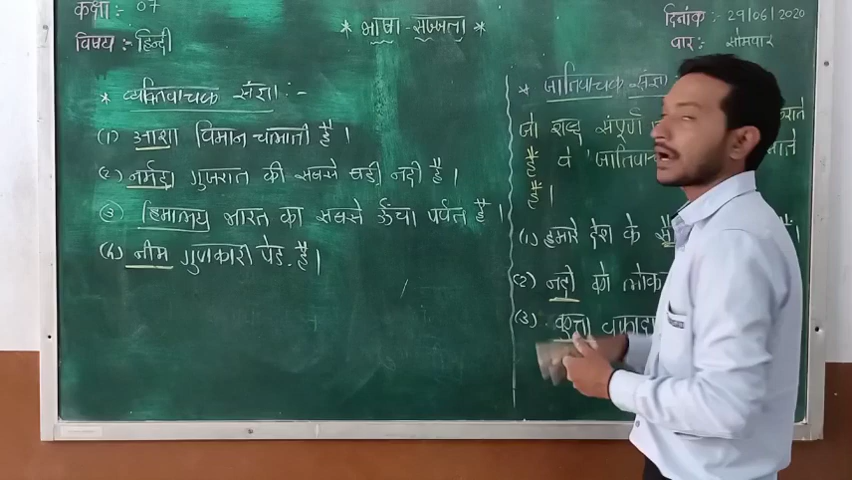 कक्षा :- 07
विषय :- हिन्दी
* भाषा - सज्जता *
दिनांक :- 29/06/2020
वार :- सोमवार
* व्यक्तिवाचक संज्ञा :-
(1) आशा विमान चलाती है।
(2) नर्मदा गुजरात की सबसे बड़ी नदी है।
(3) हिमालय भारत का सबसे ऊँचा पर्वत है।
(4) नीम गुणकारी पेड़ है।
* जातिवाचक संज्ञा
जो शब्द संपूर्ण
है वे 'जातिवा
है।
(1) हमारे देश के
(2) नदी को
(3) कुत्ता